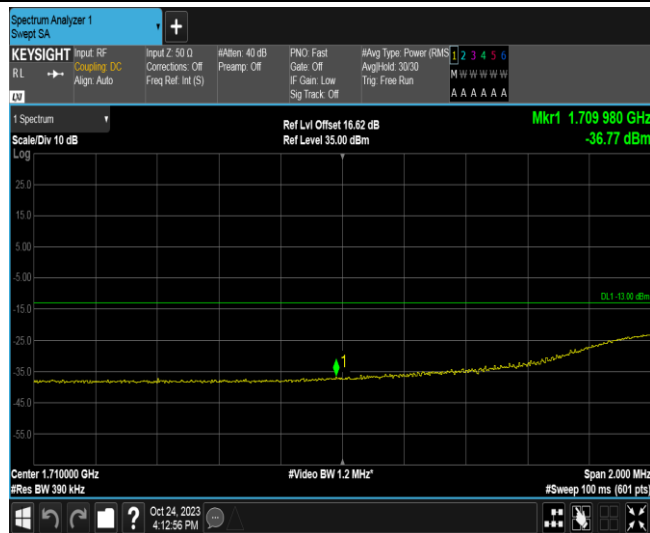 Spectrum Analyzer 1
Swept SA
+
KEYSIGHT
RL
LXI
Input: RF
Coupling: DC
Align: Auto
Input Z: 50 Ω
Corrections: Off
Freq Ref: Int (S)
#Atten: 40 dB
Preamp: Off
PNO: Fast
Gate: Off
IF Gain: Low
Sig Track: Off
#Avg Type: Power (RMS
Avg|Hold: 30/30
Trig: Free Run
1 2 3 4 5 6
M W W W W W
A A A A A A
1 Spectrum
Scale/Div 10 dB
Log
Ref Lvl Offset 16.62 dB
Ref Level 35.00 dBm
Mkr1 1.709 980 GHz
-36.77 dBm
25.0
15.0
5.00
-5.00
DL1 -13.00 dBm
-15.0
-25.0
1
-35.0
-45.0
-55.0
Center 1.710000 GHz
#Res BW 390 kHz
#Video BW 1.2 MHz*
Span 2.000 MHz
#Sweep 100 ms (601 pts)
?
Oct 24, 2023
4:12:56 PM